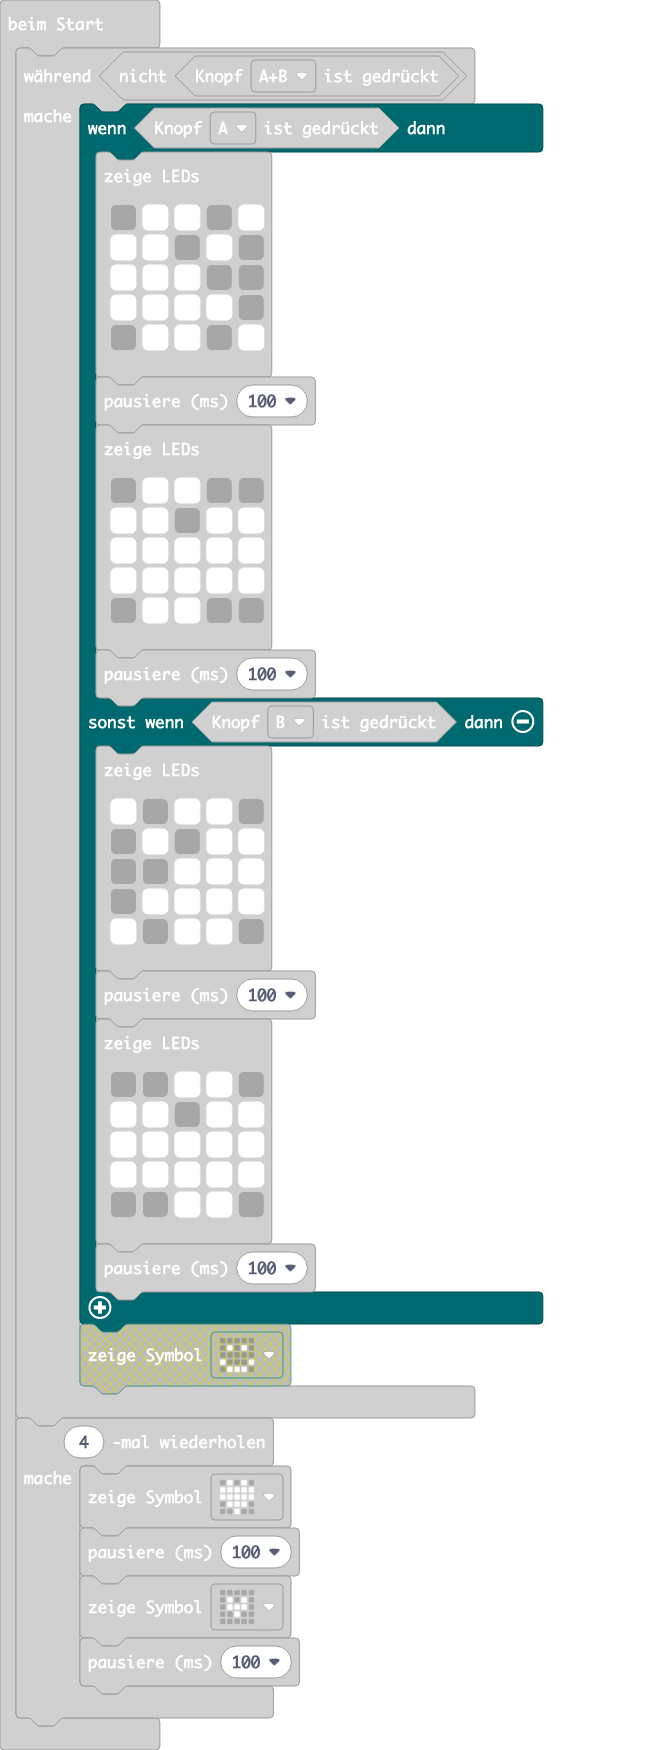 beim Start
während nicht Knopf A+B ist gedrückt
mache
wenn Knopf A ist gedrückt dann
zeige LEDs
pausiere (ms) 100
zeige LEDs
pausiere (ms) 100
sonst wenn Knopf B ist gedrückt dann
zeige LEDs
pausiere (ms) 100
zeige LEDs
pausiere (ms) 100
zeige Symbol
4 -mal wiederholen
mache
zeige Symbol
pausiere (ms) 100
zeige Symbol
pausiere (ms) 100